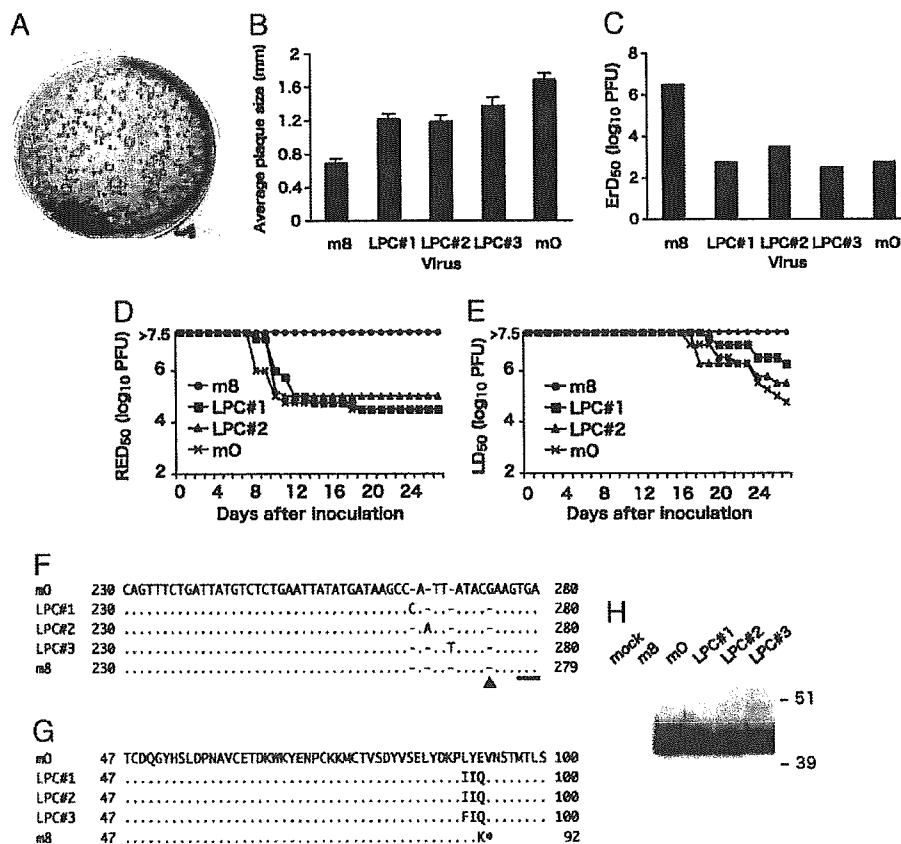 A
B
C
Average plaque size (mm)
2
1.6
1.2
0.8
0.4
0
m8 LPC#1 LPC#2 LPC#3 m0
Virus
ErD50 (log10 PFU)
8
6
4
2
0
m8 LPC#1 LPC#2 LPC#3 m0
Virus
D
RED50 (log10 PFU)
>7.5
6
4
2
m8
LPC#1
LPC#2
m0
0 4 8 12 16 20 24
Days after inoculation
E
LD50 (log10 PFU)
>7.5
6
4
2
m8
LPC#1
LPC#2
m0
0 4 8 12 16 20 24
Days after inoculation
F
m0 230 CAGTTTCTGATTATGTCTCTGAATTATATGATAAGCC-A-TT-ATACGAAGTGA 280
LPC#1 230 .....................................C.-..-....-...... 280
LPC#2 230 .....................................-.A..-....-...... 280
LPC#3 230 .....................................-.-..T....-...... 280
m8 230 .....................................-.-..-....-...... 279
G
m0 47 TCDQGYHSLDPNAVCETDKWKYENPCKKMCTVSDYVSELYDKPLYEVNSTMTLS 100
LPC#1 47 ...........................................IIQ........ 100
LPC#2 47 ...........................................IIQ........ 100
LPC#3 47 ...........................................FIQ........ 100
m8 47 .............................................K* 92
H
mock m8 m0 LPC#1 LPC#2 LPC#3
- 51
- 39